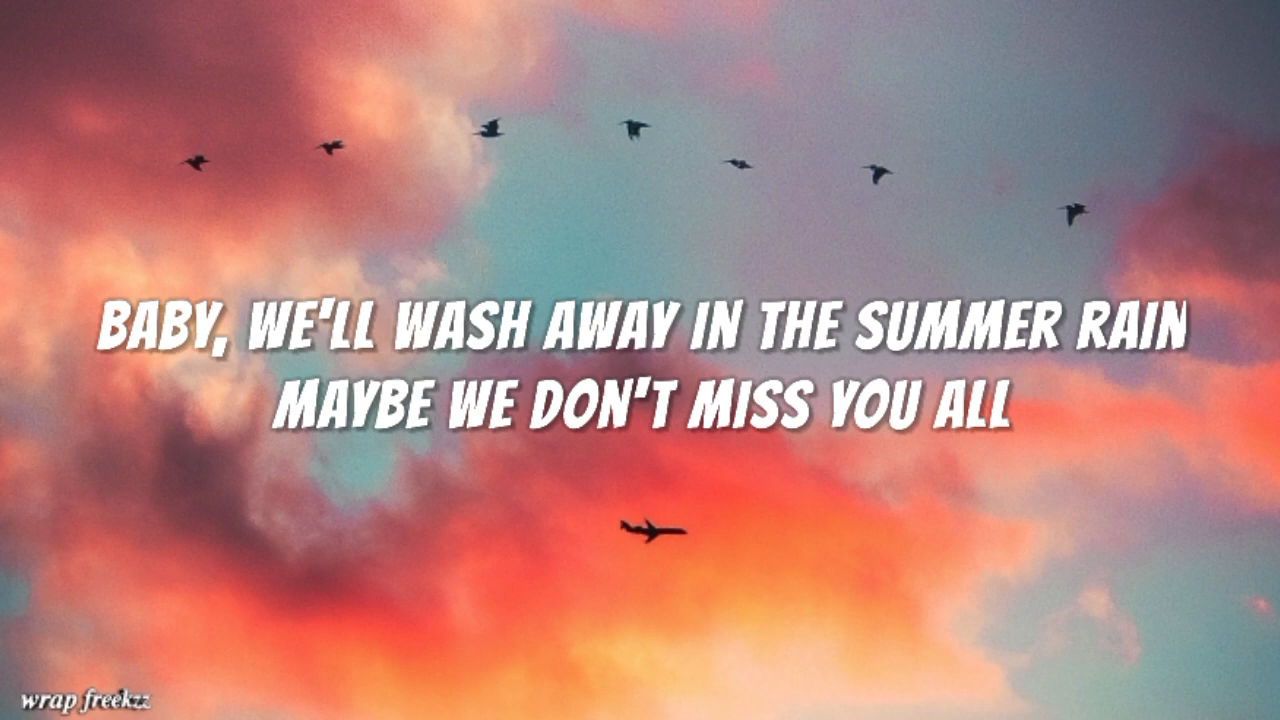 BABY, WE'LL WASH AWAY IN THE SUMMER RAIN
MAYBE WE DON'T MISS YOU ALL
wrap freekzz